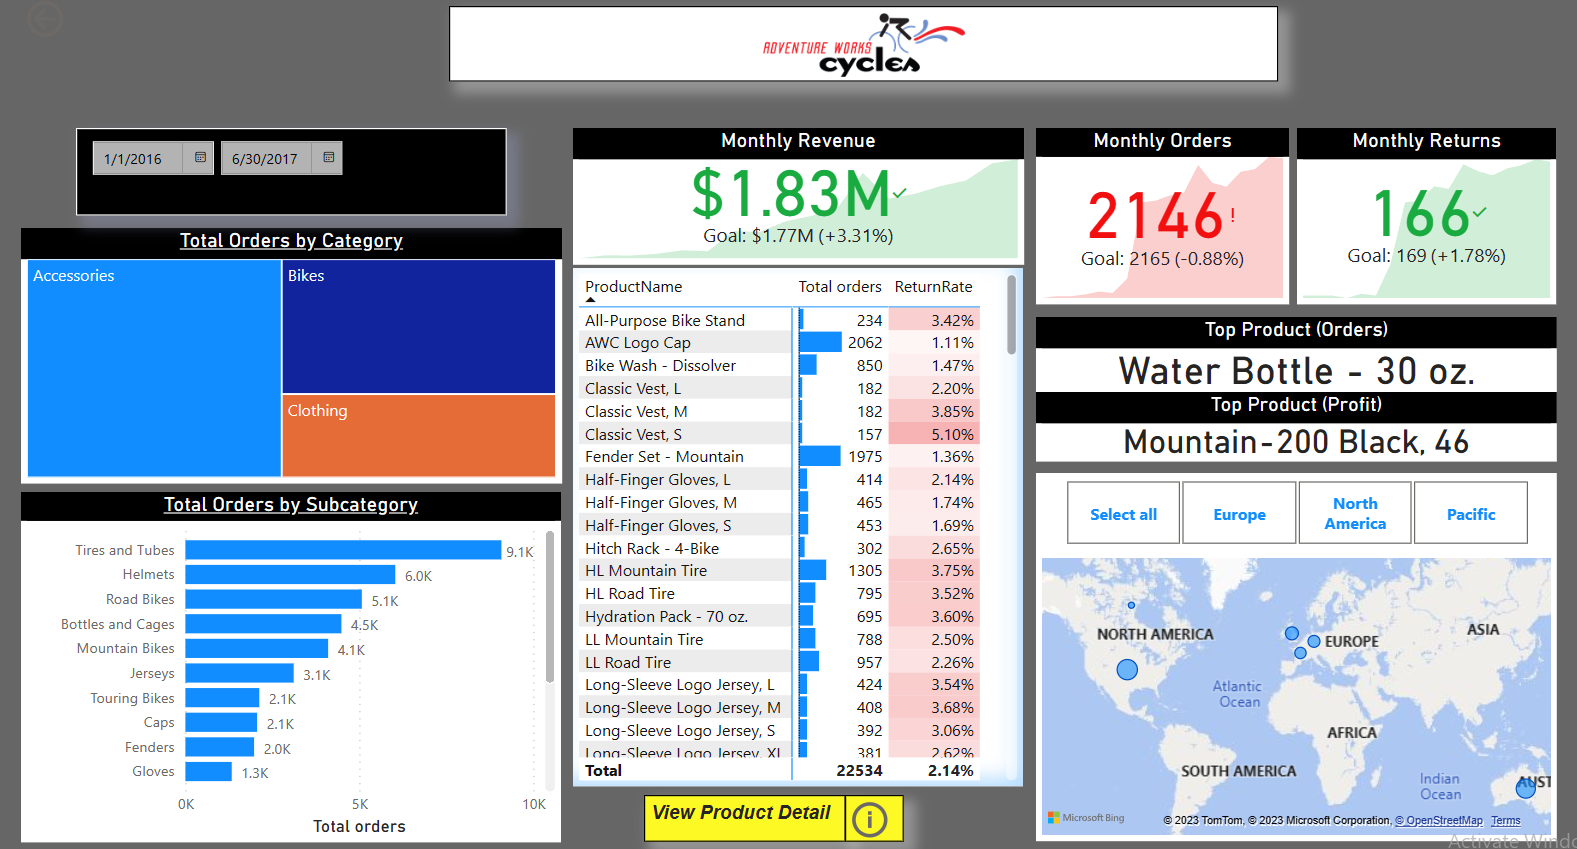 ADVENTURE WORKS
cycles
1/1/2016
6/30/2017
Total Orders by Category
Accessories
Bikes
Clothing
Total Orders by Subcategory
Tires and Tubes 9.1K
Helmets 6.0K
Road Bikes 5.1K
Bottles and Cages 4.5K
Mountain Bikes 4.1K
Jerseys 3.1K
Touring Bikes 2.1K
Caps 2.1K
Fenders 2.0K
Gloves 1.3K
0K 5K 10K
Total orders
Monthly Revenue
$1.83M
Goal: $1.77M (+3.31%)
ProductName Total orders ReturnRate
All-Purpose Bike Stand 234 3.42%
AWC Logo Cap 2062 1.11%
Bike Wash - Dissolver 850 1.47%
Classic Vest, L 182 2.20%
Classic Vest, M 182 3.85%
Classic Vest, S 157 5.10%
Fender Set - Mountain 1975 1.36%
Half-Finger Gloves, L 414 2.14%
Half-Finger Gloves, M 465 1.74%
Half-Finger Gloves, S 453 1.69%
Hitch Rack - 4-Bike 302 2.65%
HL Mountain Tire 1305 3.75%
HL Road Tire 795 3.52%
Hydration Pack - 70 oz. 695 3.60%
LL Mountain Tire 788 2.50%
LL Road Tire 957 2.26%
Long-Sleeve Logo Jersey, L 424 3.54%
Long-Sleeve Logo Jersey, M 408 3.68%
Long-Sleeve Logo Jersey, S 392 3.06%
Long-Sleeve Logo Jersey, XL 381 2.62%
Total 22534 2.14%
View Product Detail
Monthly Orders
2146!
Goal: 2165 (-0.88%)
Monthly Returns
166
Goal: 169 (+1.78%)
Top Product (Orders)
Water Bottle - 30 oz.
Top Product (Profit)
Mountain-200 Black, 46
Select all
Europe
North
America
Pacific
NORTH AMERICA
EUROPE
ASIA
Atlantic
Ocean
AFRICA
SOUTH AMERICA
Indian
Ocean
AUST
Microsoft Bing
© 2023 TomTom, © 2023 Microsoft Corporation, © OpenStreetMap Terms
Activate Windo